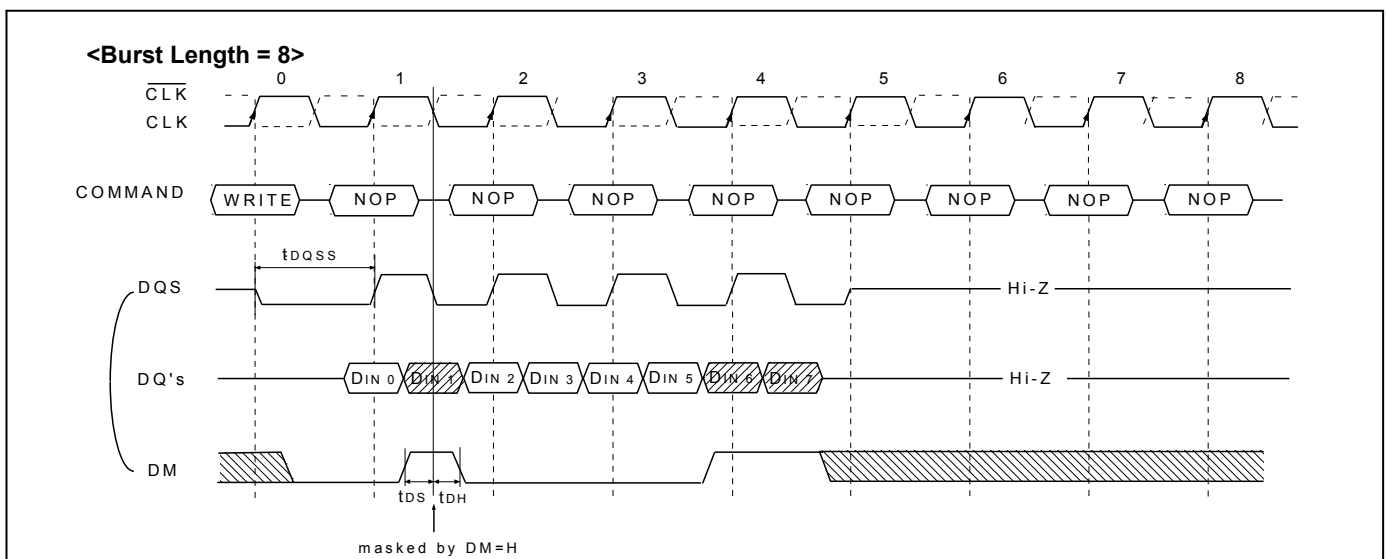 <Burst Length = 8>
0 1 2 3 4 5 6 7 8
CLK
CLK
COMMAND WRITE NOP NOP NOP NOP NOP NOP NOP NOP
tDQSS
DQS Hi-Z
DQ's DIN 0 DIN 1 DIN 2 DIN 3 DIN 4 DIN 5 DIN 6 DIN 7 Hi-Z
DM
tDS tDH
masked by DM=H